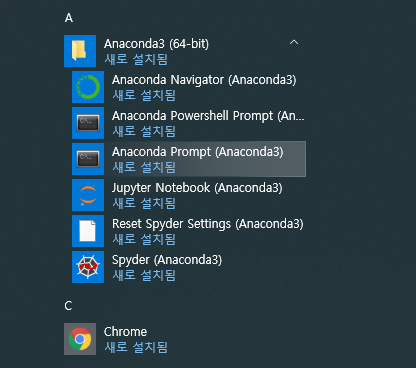 A
Anaconda3 (64-bit)
새로 설치됨
Anaconda Navigator (Anaconda3)
새로 설치됨
Anaconda Powershell Prompt (An...
새로 설치됨
Anaconda Prompt (Anaconda3)
새로 설치됨
Jupyter Notebook (Anaconda3)
새로 설치됨
Reset Spyder Settings (Anaconda3)
새로 설치됨
Spyder (Anaconda3)
새로 설치됨
C
Chrome
새로 설치됨